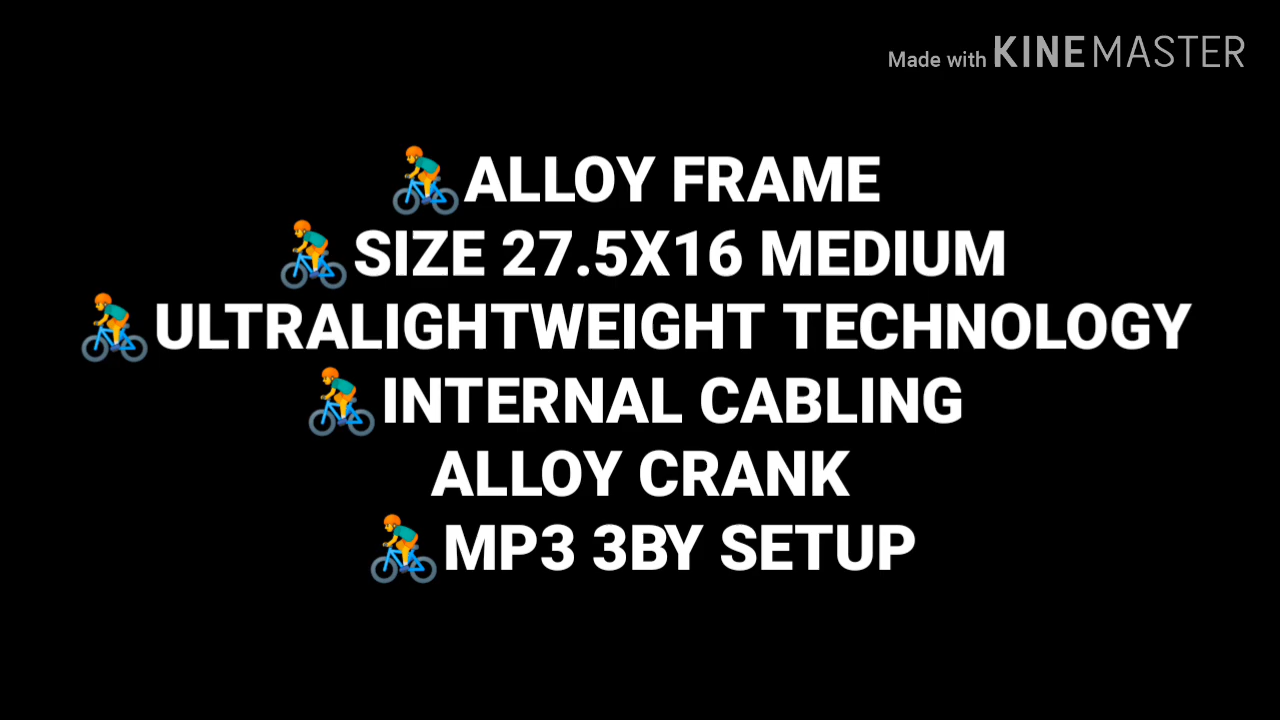 Made with KINEMASTER
🚴ALLOY FRAME
🚴SIZE 27.5X16 MEDIUM
🚴ULTRALIGHTWEIGHT TECHNOLOGY
🚴INTERNAL CABLING
ALLOY CRANK
🚴MP3 3BY SETUP